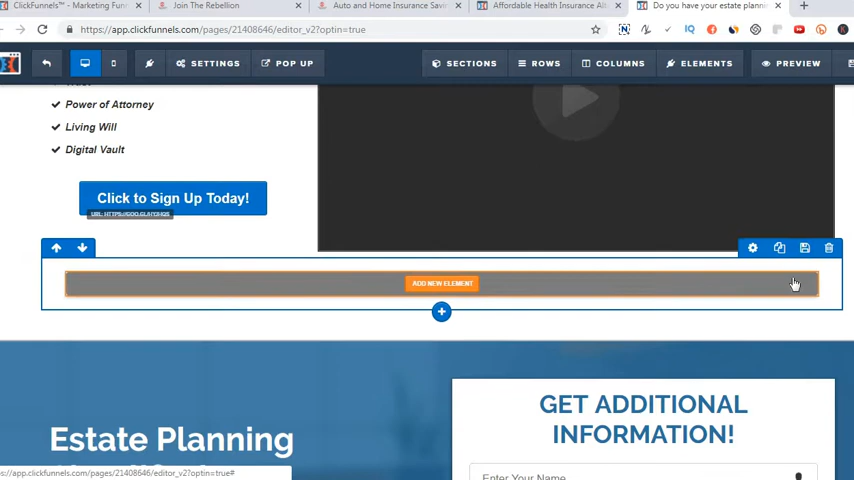 ClickFunnels™ - Marketing Fun
Join The Rebellion
Auto and Home Insurance Savi
Affordable Health Insurance Alt
Do you have your estate plannin
https://app.clickfunnels.com/pages/21408646/editor_v2?optin=true
SETTINGS
POP UP
SECTIONS
ROWS
COLUMNS
ELEMENTS
PREVIEW
Power of Attorney
Living Will
Digital Vault
Click to Sign Up Today!
ADD NEW ELEMENT
GET ADDITIONAL
INFORMATION!
Estate Planning
Enter Your Name
ps://app.clickfunnels.com/pages/21408646/editor_v2?optin=true#